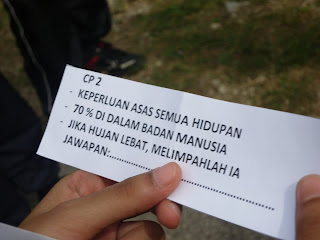 CP 2
- KEPERLUAN ASAS SEMUA HIDUPAN
- 70 % DI DALAM BADAN MANUSIA
- JIKA HUJAN LEBAT, MELIMPAHLAH IA
JAWAPAN:................................................